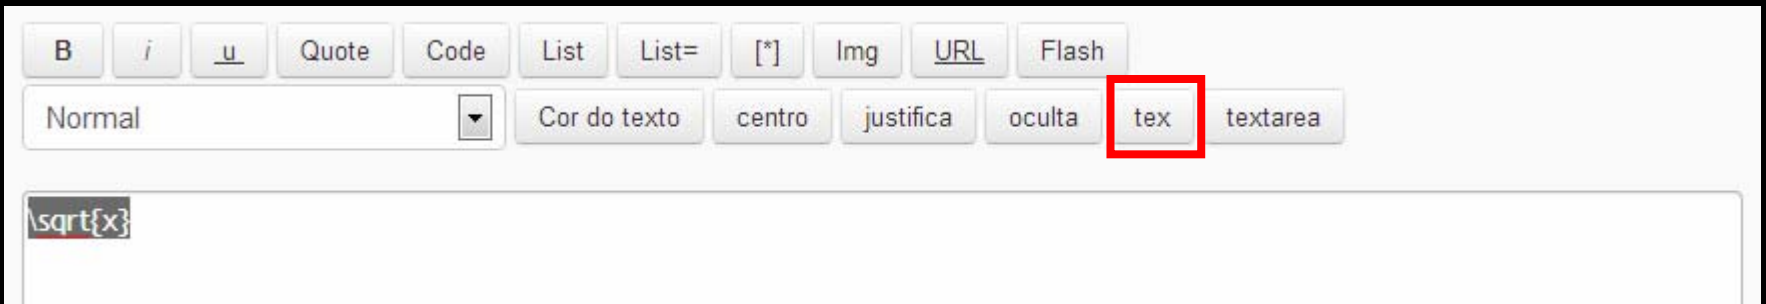 B i u Quote Code List List= [*] Img URL Flash
Normal Cor do texto centro justifica oculta tex textarea
\sqrt{x}